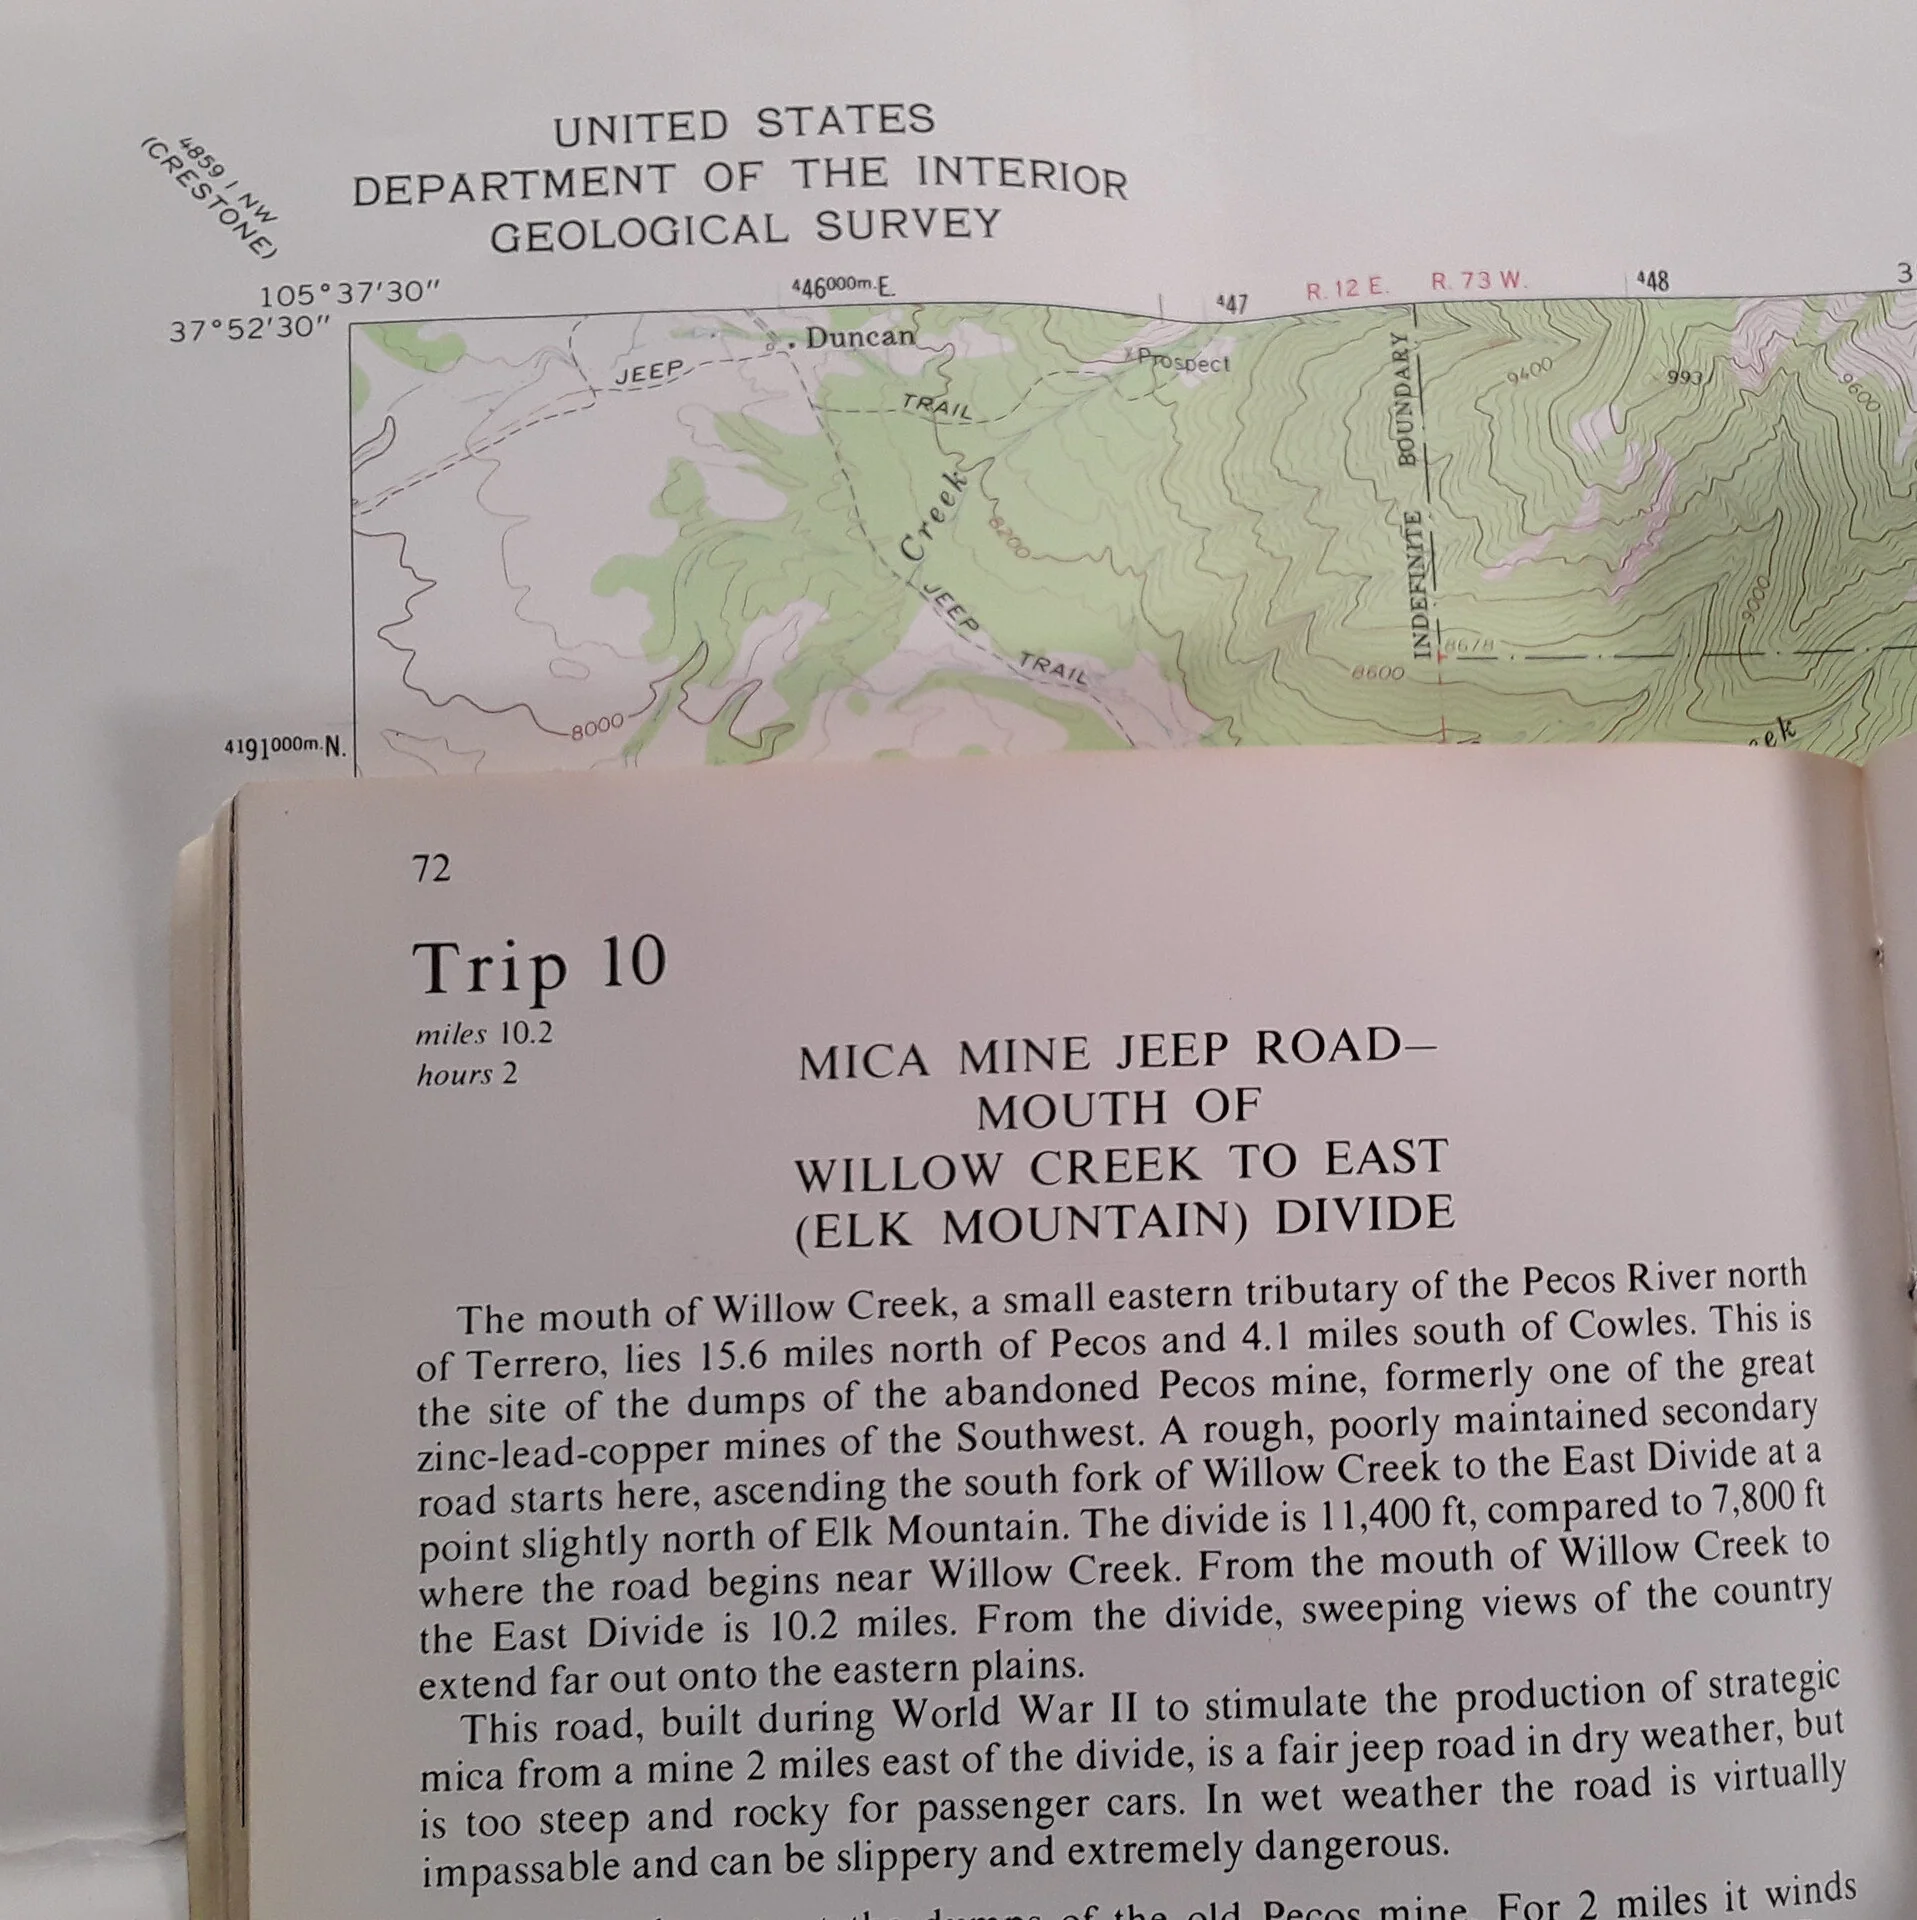 4859 I NW
(CRESTONE)
UNITED STATES
DEPARTMENT OF THE INTERIOR
GEOLOGICAL SURVEY
105°37'30"
37°52'30"
446000m.E.
447
R. 12 E.
R. 73 W.
448
3
Duncan
JEEP
TRAIL
Prospect
BOUNDARY
INDEFINITE
9400
9931
9600
Creek
8200
JEEP
TRAIL
9000
8678
8600
8000
eek
4191000m.N.
72
Trip 10
miles 10.2
hours 2
MICA MINE JEEP ROAD–
MOUTH OF
WILLOW CREEK TO EAST
(ELK MOUNTAIN) DIVIDE
The mouth of Willow Creek, a small eastern tributary of the Pecos River north
of Terrero, lies 15.6 miles north of Pecos and 4.1 miles south of Cowles. This is
the site of the dumps of the abandoned Pecos mine, formerly one of the great
zinc-lead-copper mines of the Southwest. A rough, poorly maintained secondary
road starts here, ascending the south fork of Willow Creek to the East Divide at a
point slightly north of Elk Mountain. The divide is 11,400 ft, compared to 7,800 ft
where the road begins near Willow Creek. From the mouth of Willow Creek to
the East Divide is 10.2 miles. From the divide, sweeping views of the country
extend far out onto the eastern plains.
This road, built during World War II to stimulate the production of strategic
mica from a mine 2 miles east of the divide, is a fair jeep road in dry weather, but
is too steep and rocky for passenger cars. In wet weather the road is virtually
impassable and can be slippery and extremely dangerous.
the dumps of the old Pecos mine. For 2 miles it winds